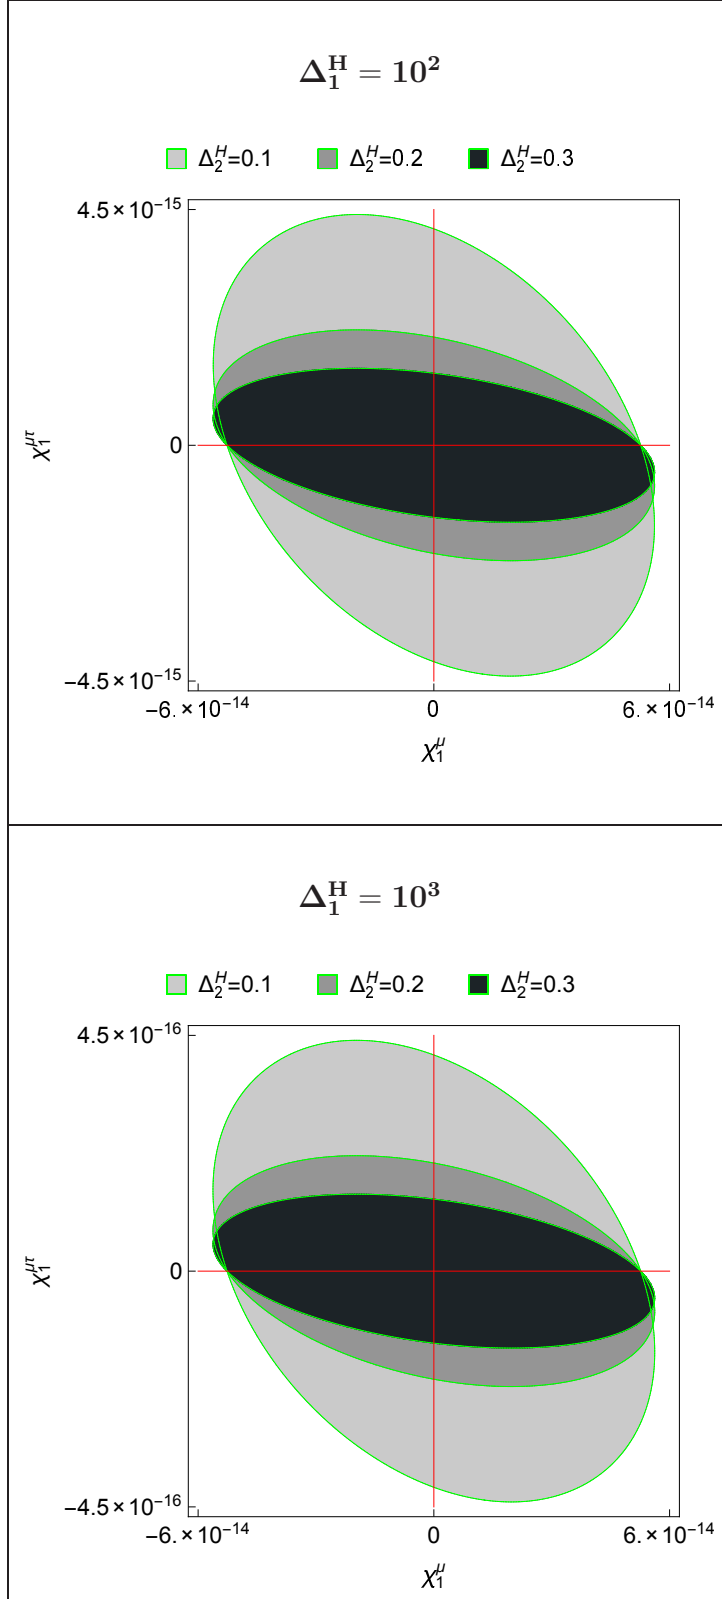 Δ₁ᴴ = 10²
Δ₂ᴴ=0.1 Δ₂ᴴ=0.2 Δ₂ᴴ=0.3
4.5×10⁻¹⁵
χ₁^μτ
0
−4.5×10⁻¹⁵
−6.×10⁻¹⁴ 0 6.×10⁻¹⁴
χ₁^μ
Δ₁ᴴ = 10³
Δ₂ᴴ=0.1 Δ₂ᴴ=0.2 Δ₂ᴴ=0.3
4.5×10⁻¹⁶
χ₁^μτ
0
−4.5×10⁻¹⁶
−6.×10⁻¹⁴ 0 6.×10⁻¹⁴
χ₁^μ